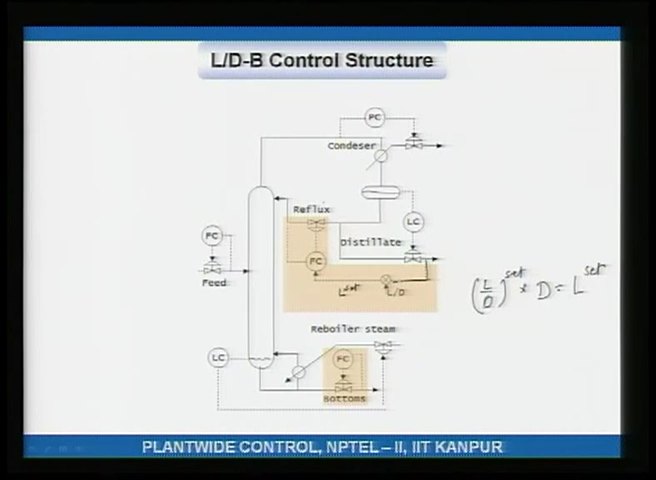 L/D-B Control Structure
PC
Condeser
Reflux
LC
FC
Distillate
Feed
FC
L^set
L/D
(L/D)^set * D = L^set
Reboiler steam
LC
FC
Bottoms
PLANTWIDE CONTROL, NPTEL – II, IIT KANPUR